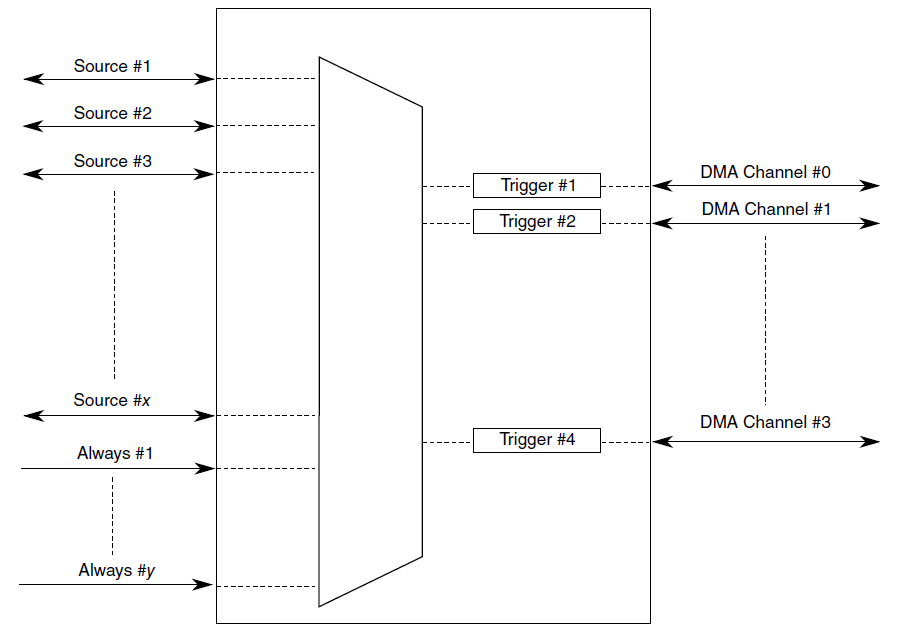 Source #1
Source #2
Source #3
Source #x
Always #1
Always #y
Trigger #1
Trigger #2
Trigger #4
DMA Channel #0
DMA Channel #1
DMA Channel #3